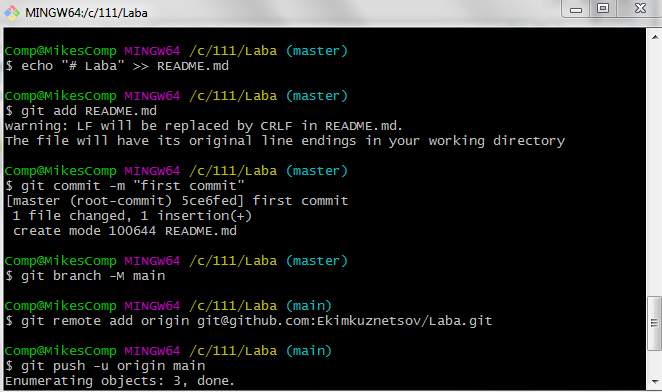 MINGW64:/c/111/Laba
Comp@MikesComp MINGW64 /c/111/Laba (master)
$ echo "# Laba" >> README.md
Comp@MikesComp MINGW64 /c/111/Laba (master)
$ git add README.md
warning: LF will be replaced by CRLF in README.md.
The file will have its original line endings in your working directory
Comp@MikesComp MINGW64 /c/111/Laba (master)
$ git commit -m "first commit"
[master (root-commit) 5ce6fed] first commit
 1 file changed, 1 insertion(+)
 create mode 100644 README.md
Comp@MikesComp MINGW64 /c/111/Laba (master)
$ git branch -M main
Comp@MikesComp MINGW64 /c/111/Laba (main)
$ git remote add origin git@github.com:Ekimkuznetsov/Laba.git
Comp@MikesComp MINGW64 /c/111/Laba (main)
$ git push -u origin main
Enumerating objects: 3, done.